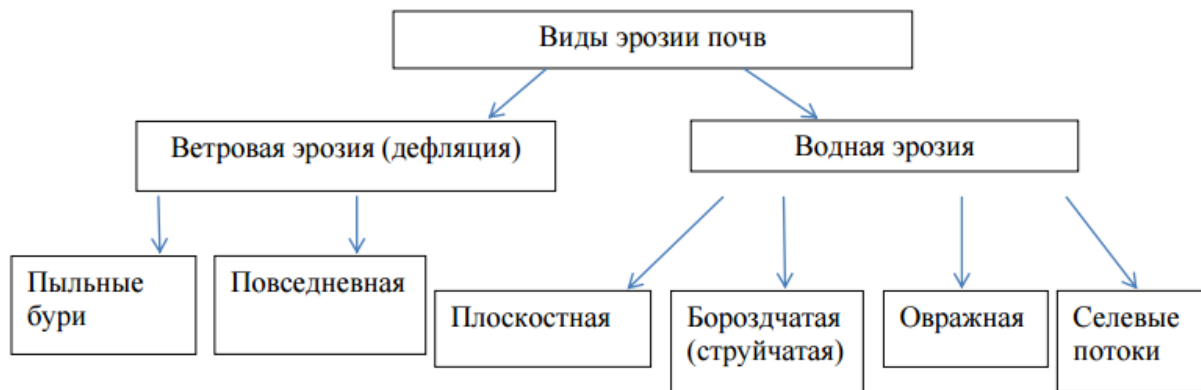 Виды эрозии почв
Ветровая эрозия (дефляция)
Водная эрозия
Пыльные
бури
Повседневная
Плоскостная
Бороздчатая
(струйчатая)
Овражная
Селевые
потоки